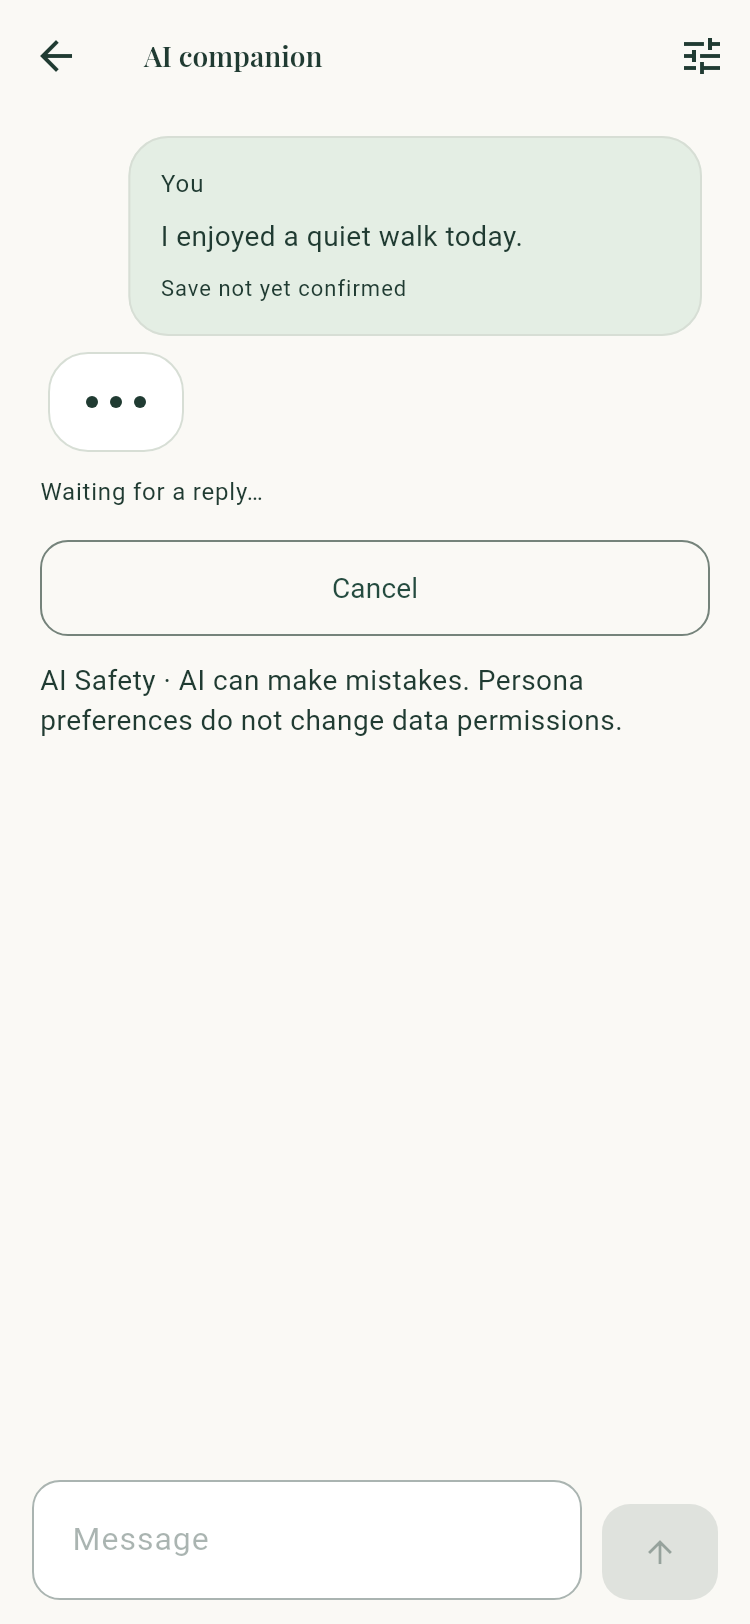 AI companion
You
I enjoyed a quiet walk today.
Save not yet confirmed
Waiting for a reply…
Cancel
AI Safety · AI can make mistakes. Persona
preferences do not change data permissions.
Message